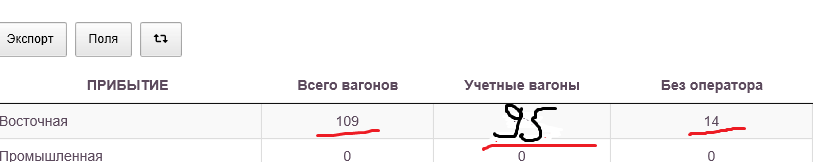 Экспорт Поля
ПРИБЫТИЕ Всего вагонов Учетные вагоны Без оператора
Восточная 109 95 14
Промышленная 0 0 0